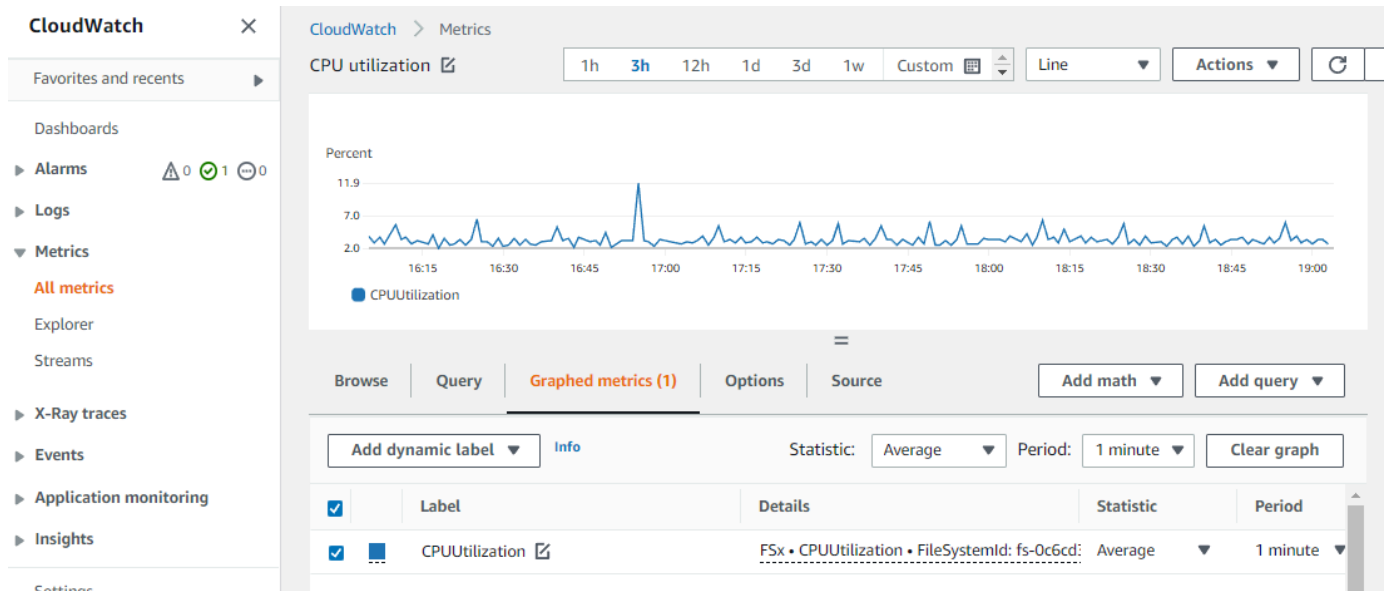 CloudWatch
Favorites and recents
Dashboards
Alarms 0 1 0
Logs
Metrics
All metrics
Explorer
Streams
X-Ray traces
Events
Application monitoring
Insights
Settings
CloudWatch > Metrics
CPU utilization 1h 3h 12h 1d 3d 1w Custom Line Actions
Percent
11.9
7.0
2.0
16:15 16:30 16:45 17:00 17:15 17:30 17:45 18:00 18:15 18:30 18:45 19:00
CPUUtilization
Browse Query Graphed metrics (1) Options Source Add math Add query
Add dynamic label Info Statistic: Average Period: 1 minute Clear graph
Label Details Statistic Period
CPUUtilization FSx • CPUUtilization • FileSystemId: fs-0c6cd Average 1 minute